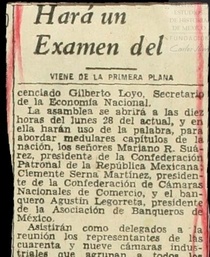 Hará un
Examen del
VIENE DE LA PRIMERA PLANA
cenciado Gilberto Loyo, Secretario
de la Economía Nacional.
La asamblea se abrirá a las diez
horas del lunes 28 del actual, y en
ella harán uso de la palabra, para
abordar medulares capítulos de la
nación, los señores Mariano R. Suá-
rez, presidente de la Confederación
Patronal de la República Mexicana;
Clemente Serna Martínez, presiden-
te de la Confederación de Cámaras
Nacionales de Comercio, y el ban-
quero Agustín Legorreta, presidente
de la Asociación de Banqueros de
México.
Asistirán como delegados a la
reunión los representantes de las
cuarenta y nueve cámaras indus-
triales que agrupan a todos los